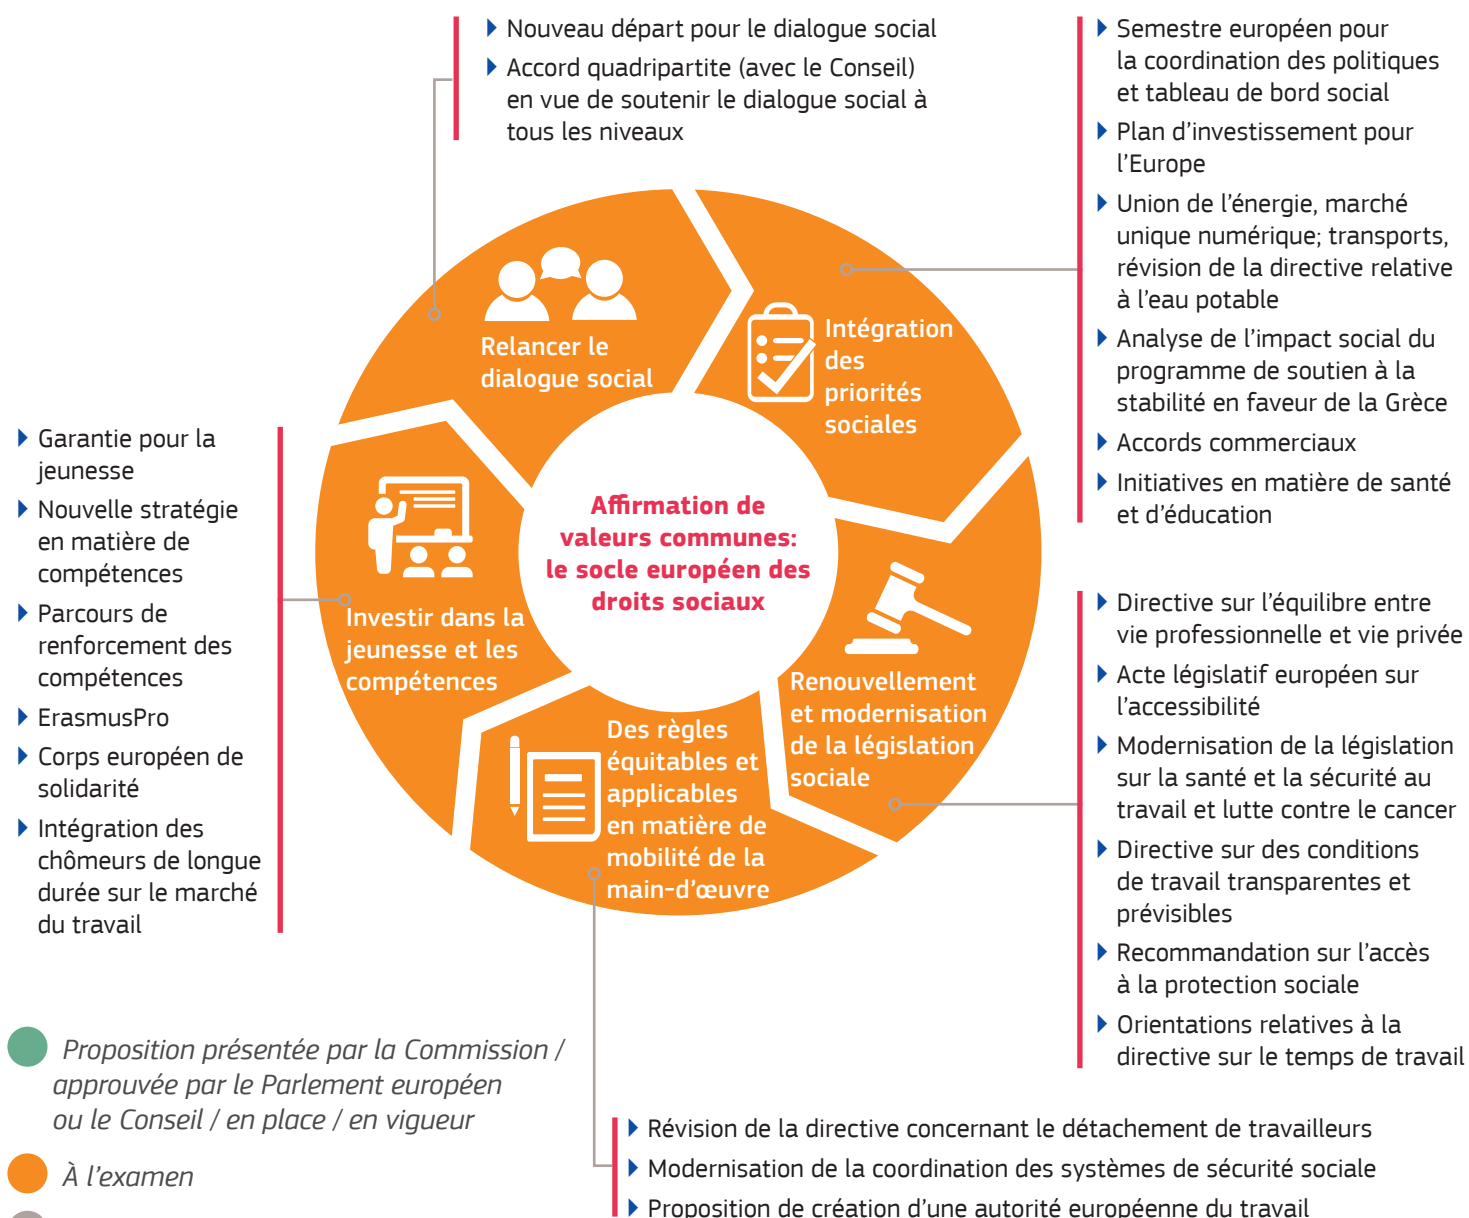 Nouveau départ pour le dialogue social
Accord quadripartite (avec le Conseil)
en vue de soutenir le dialogue social à
tous les niveaux
Semestre européen pour
la coordination des politiques
et tableau de bord social
Plan d’investissement pour
l’Europe
Union de l’énergie, marché
unique numérique; transports,
révision de la directive relative
à l’eau potable
Analyse de l’impact social du
programme de soutien à la
stabilité en faveur de la Grèce
Accords commerciaux
Initiatives en matière de santé
et d’éducation
Relancer le
dialogue social
Intégration
des
priorités
sociales
Garantie pour la
jeunesse
Nouvelle stratégie
en matière de
compétences
Parcours de
renforcement des
compétences
ErasmusPro
Corps européen de
solidarité
Intégration des
chômeurs de longue
durée sur le marché
du travail
Affirmation de
valeurs communes:
le socle européen des
droits sociaux
Investir dans la
jeunesse et les
compétences
Renouvellement
et modernisation
de la législation
sociale
Des règles
équitables et
applicables
en matière de
mobilité de la
main-d’œuvre
Directive sur l’équilibre entre
vie professionnelle et vie privée
Acte législatif européen sur
l’accessibilité
Modernisation de la législation
sur la santé et la sécurité au
travail et lutte contre le cancer
Directive sur des conditions
de travail transparentes et
prévisibles
Recommandation sur l’accès
à la protection sociale
Orientations relatives à la
directive sur le temps de travail
Proposition présentée par la Commission /
approuvée par le Parlement européen
ou le Conseil / en place / en vigueur
À l’examen
Révision de la directive concernant le détachement de travailleurs
Modernisation de la coordination des systèmes de sécurité sociale
Proposition de création d’une autorité européenne du travail